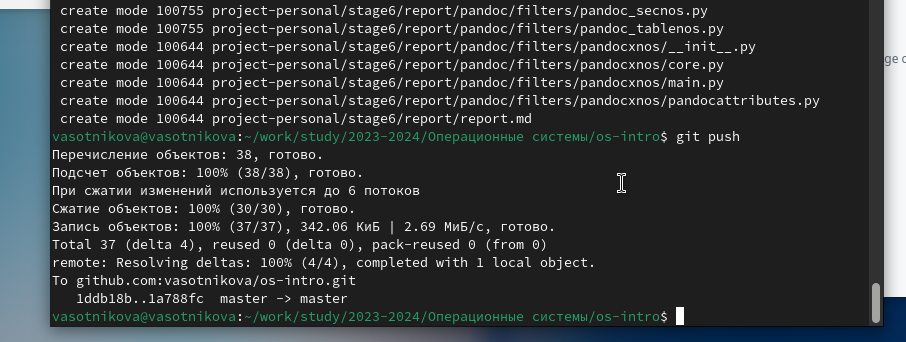 create mode 100755 project-personal/stage6/report/pandoc/filters/pandoc_secnos.py
create mode 100755 project-personal/stage6/report/pandoc/filters/pandoc_tablenos.py
create mode 100644 project-personal/stage6/report/pandoc/filters/pandocxnos/__init__.py
create mode 100644 project-personal/stage6/report/pandoc/filters/pandocxnos/core.py
create mode 100644 project-personal/stage6/report/pandoc/filters/pandocxnos/main.py
create mode 100644 project-personal/stage6/report/pandoc/filters/pandocxnos/pandocattributes.py
create mode 100644 project-personal/stage6/report/report.md
vasotnikova@vasotnikova:~/work/study/2023-2024/Операционные системы/os-intro$ git push
Перечисление объектов: 38, готово.
Подсчет объектов: 100% (38/38), готово.
При сжатии изменений используется до 6 потоков
Сжатие объектов: 100% (30/30), готово.
Запись объектов: 100% (37/37), 342.06 КиБ | 2.69 МиБ/с, готово.
Total 37 (delta 4), reused 0 (delta 0), pack-reused 0 (from 0)
remote: Resolving deltas: 100% (4/4), completed with 1 local object.
To github.com:vasotnikova/os-intro.git
1ddb18b..1a788fc  master -> master
vasotnikova@vasotnikova:~/work/study/2023-2024/Операционные системы/os-intro$